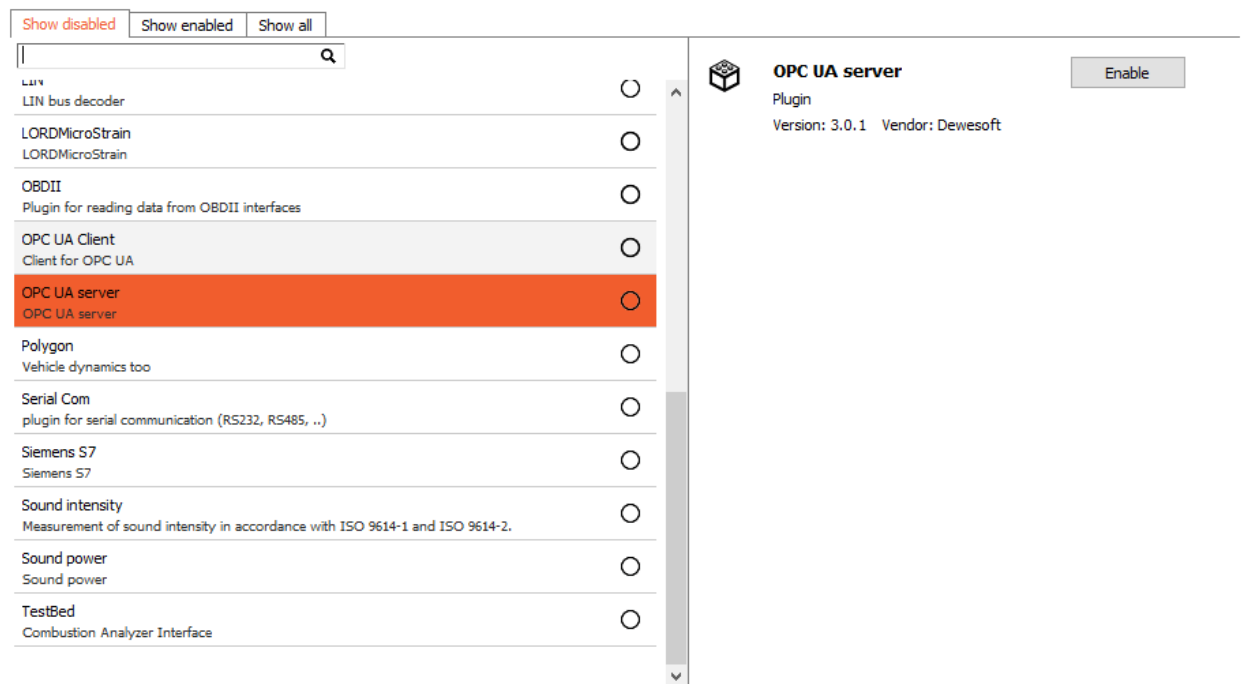 Show disabled
Show enabled
Show all
LIN
LIN bus decoder
LORDMicroStrain
LORDMicroStrain
OBDII
Plugin for reading data from OBDII interfaces
OPC UA Client
Client for OPC UA
OPC UA server
OPC UA server
Polygon
Vehicle dynamics too
Serial Com
plugin for serial communication (RS232, RS485, ..)
Siemens S7
Siemens S7
Sound intensity
Measurement of sound intensity in accordance with ISO 9614-1 and ISO 9614-2.
Sound power
Sound power
TestBed
Combustion Analyzer Interface
OPC UA server
Enable
Plugin
Version: 3.0.1 Vendor: Dewesoft